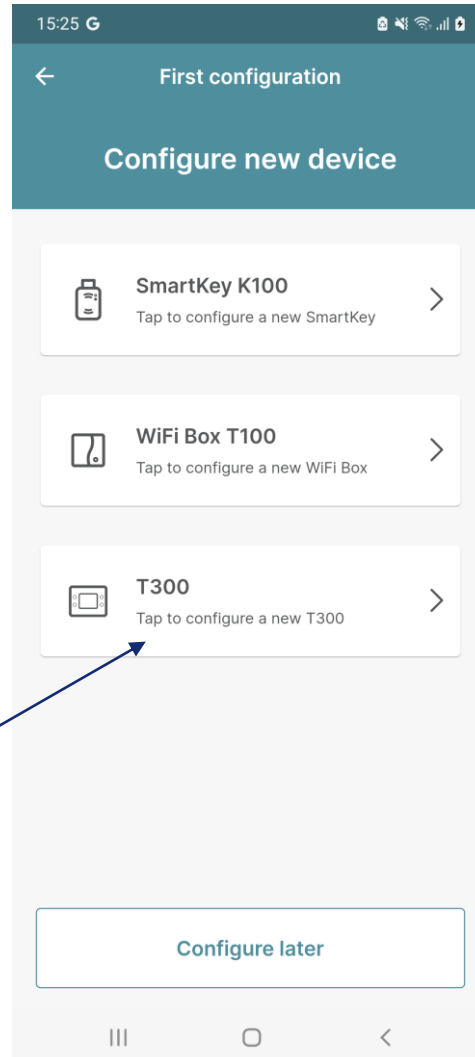 15:25 G
First configuration
Configure new device
SmartKey K100
Tap to configure a new SmartKey
WiFi Box T100
Tap to configure a new WiFi Box
T300
Tap to configure a new T300
Configure later